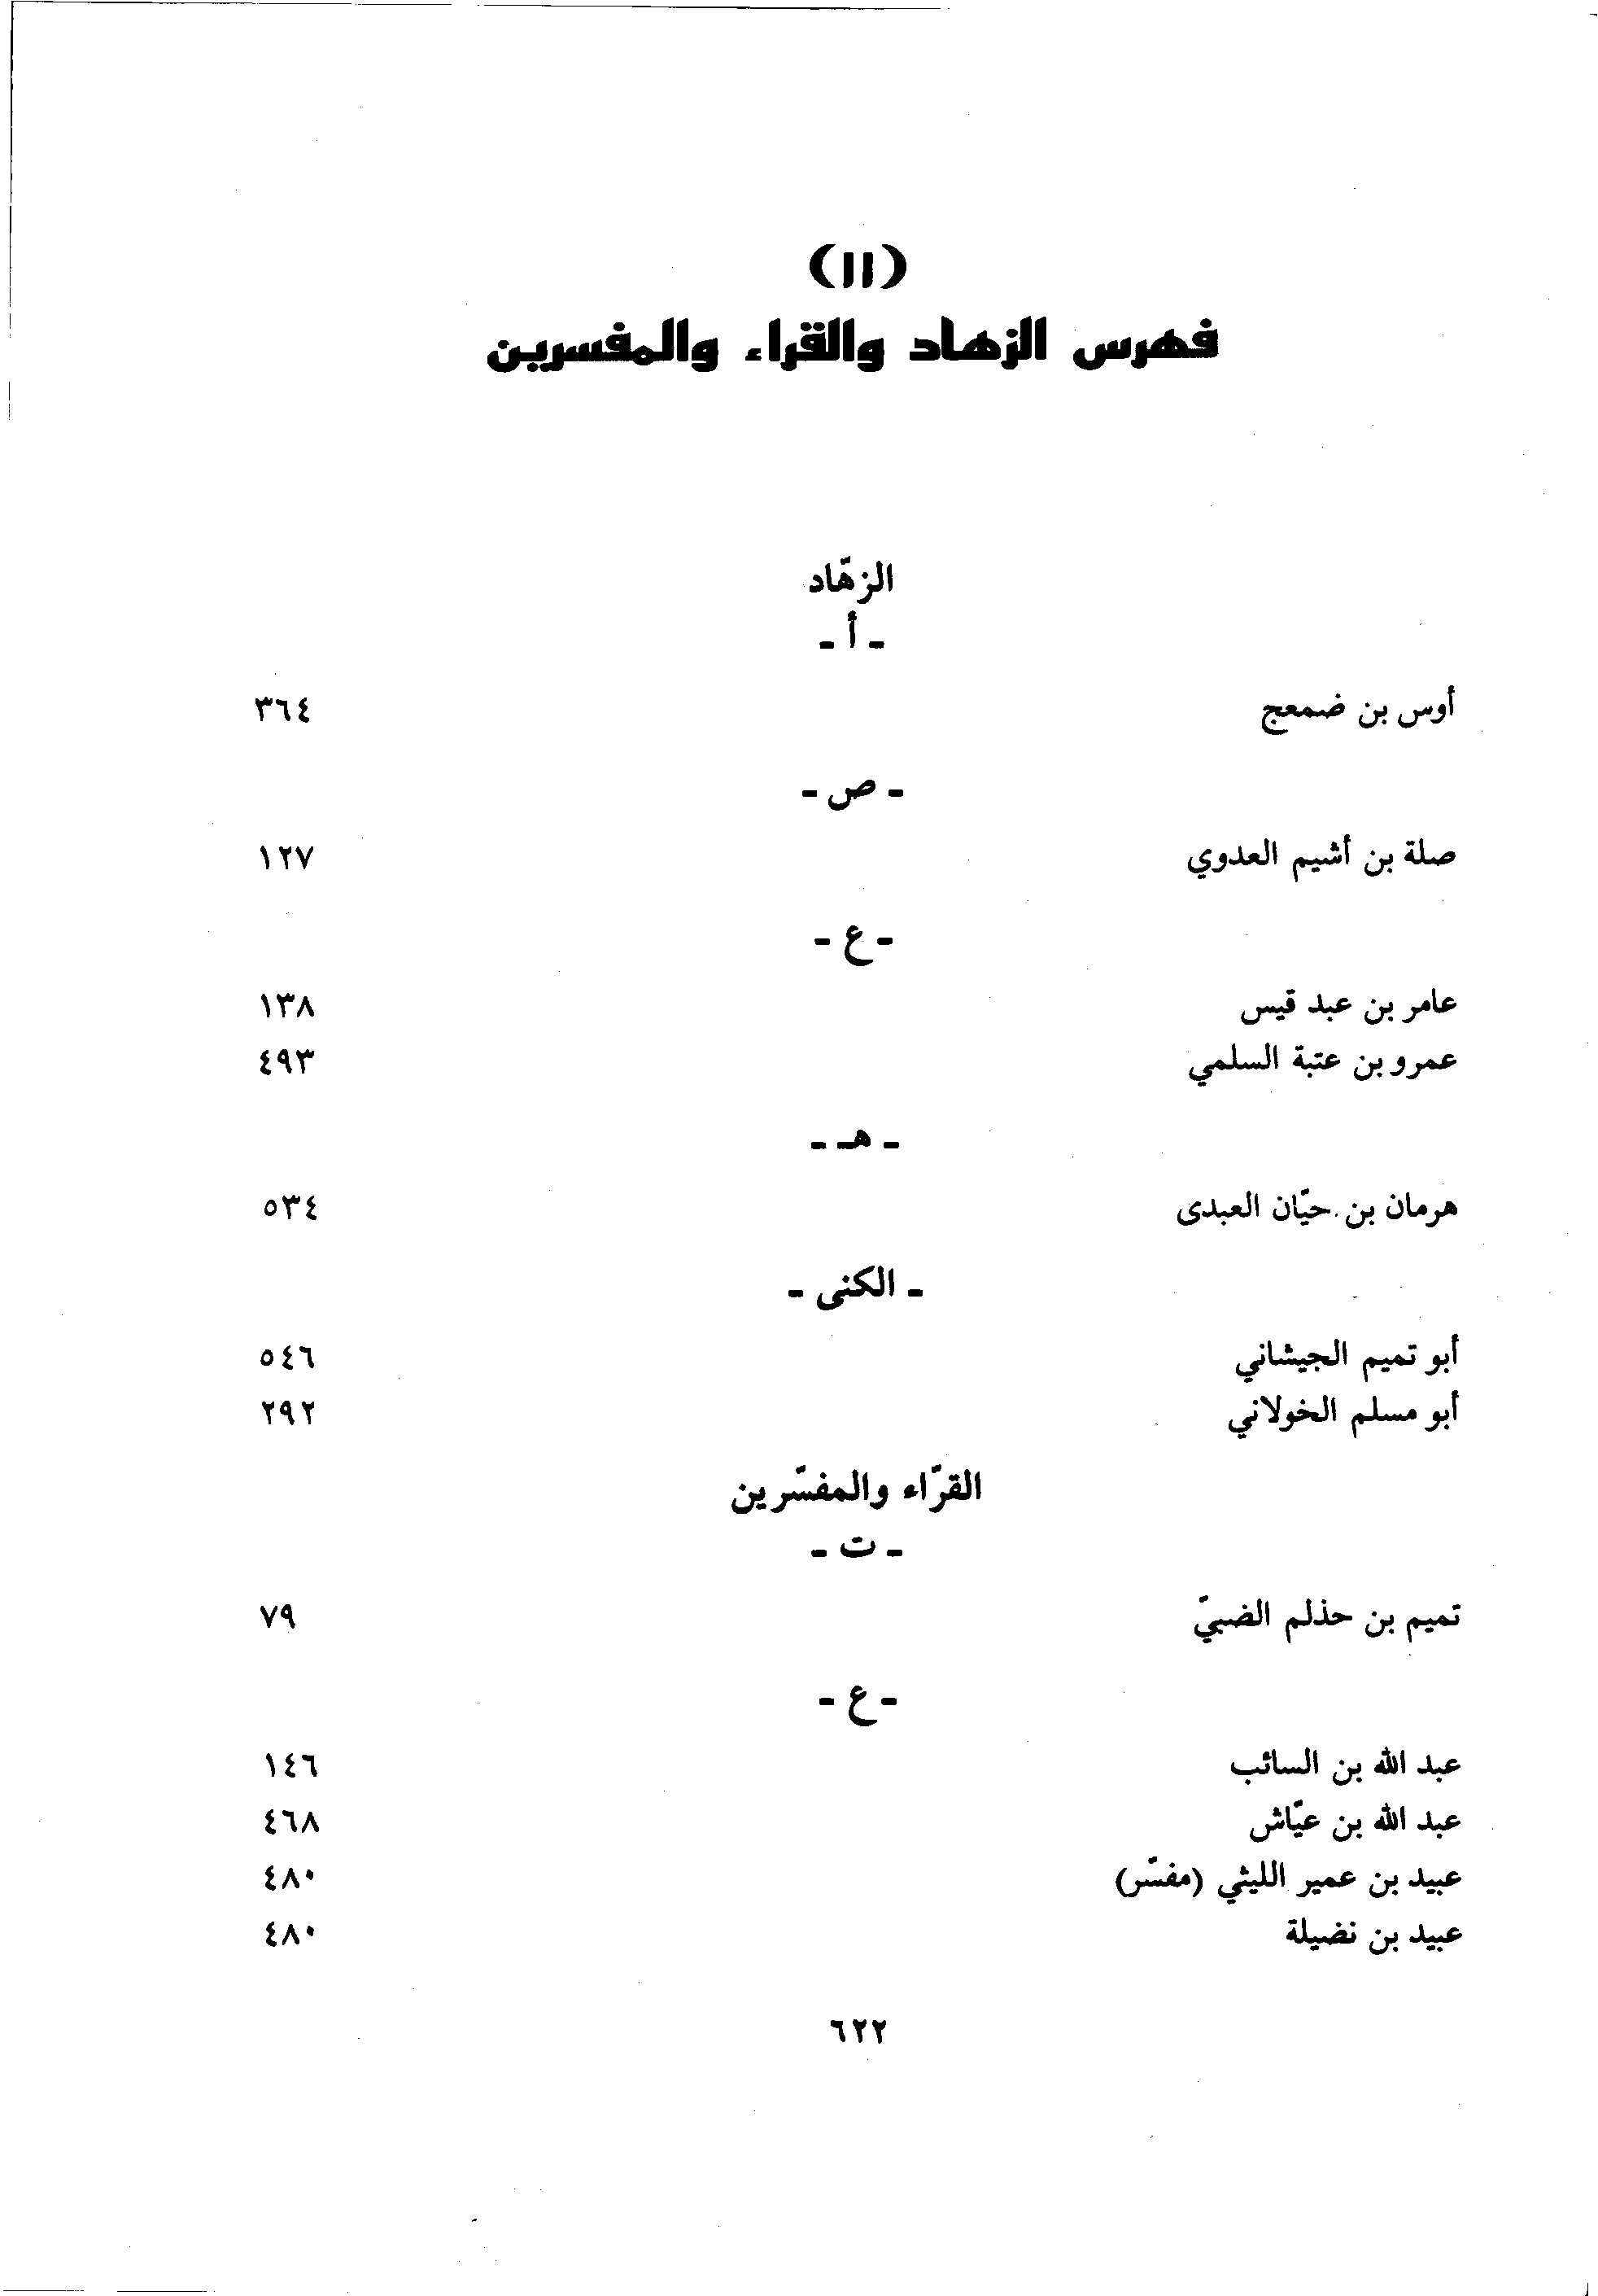 (١١)
فهرس الزهاد والقراء والمفسرين
الزهّاد
ـ أ ـ
أوس بن ضمعج ٣٦٤
ـ ص ـ
صلة بن أشيم العدوي ١٢٧
ـ ع ـ
عامر بن عبد قيس ١٣٨
عمرو بن عتبة السلمي ٤٩٣
ـ هـ ـ
هرمان بن حيّان العبدى ٥٣٤
ـ الكنى ـ
أبو تميم الجيشاني ٥٤٦
أبو مسلم الخولاني ٢٩٢
القرّاء والمفسّرين
ـ ت ـ
تميم بن حذلم الضبيّ ٧٩
ـ ع ـ
عبد الله بن السائب ١٤٦
عبد الله بن عيّاش ٤٦٨
عبيد بن عمير الليثي (مفسّر) ٤٨٠
عبيد بن نضيلة ٤٨٠
٦٢٢